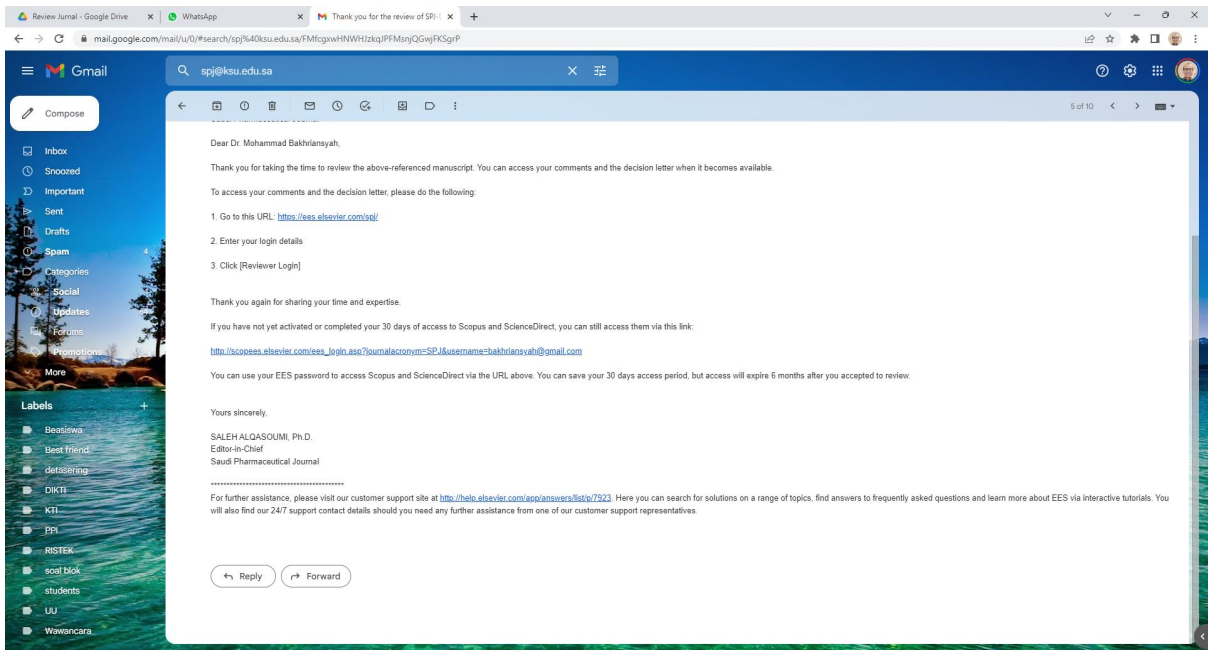 Review Jurnal - Google Drive
WhatsApp
Thank you for the review of SPJ-
mail.google.com/mail/u/0/#search/spj%40ksu.edu.sa/FMfcgxwHNWHJzkqJPFMsnjQGwjFKSgrP
Gmail
spj@ksu.edu.sa
Compose
5 of 10
Inbox
Snoozed
Important
Sent
Drafts
Spam 4
Categories
Social
Updates
Forums
Promotions
More
Labels +
Beasiswa
Best friend
detasering
DIKTI
KTI
PPI
RISTEK
soal blok
students
UU
Wawancara
Dear Dr. Mohammad Bakhriansyah,
Thank you for taking the time to review the above-referenced manuscript. You can access your comments and the decision letter when it becomes available.
To access your comments and the decision letter, please do the following:
1. Go to this URL: https://ees.elsevier.com/spj/
2. Enter your login details
3. Click [Reviewer Login]
Thank you again for sharing your time and expertise.
If you have not yet activated or completed your 30 days of access to Scopus and ScienceDirect, you can still access them via this link:
http://scopees.elsevier.com/ees_login.asp?journalacronym=SPJ&username=bakhriansyah@gmail.com
You can use your EES password to access Scopus and ScienceDirect via the URL above. You can save your 30 days access period, but access will expire 6 months after you accepted to review.
Yours sincerely,
SALEH ALQASOUMI, Ph.D.
Editor-in-Chief
Saudi Pharmaceutical Journal
******************************************
For further assistance, please visit our customer support site at http://help.elsevier.com/app/answers/list/p/7923. Here you can search for solutions on a range of topics, find answers to frequently asked questions and learn more about EES via interactive tutorials. You
will also find our 24/7 support contact details should you need any further assistance from one of our customer support representatives.
Reply
Forward